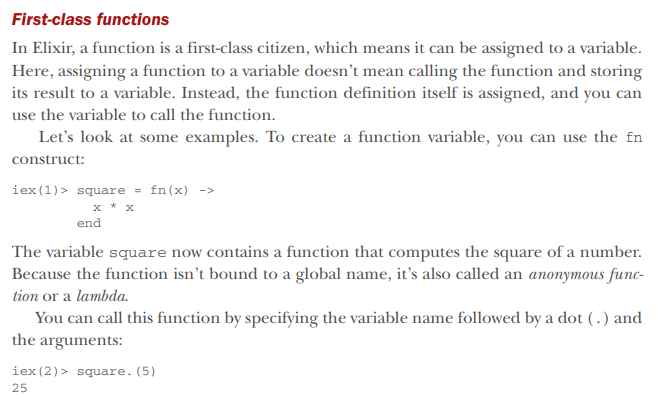 First-class functions
In Elixir, a function is a first-class citizen, which means it can be assigned to a variable.
Here, assigning a function to a variable doesn’t mean calling the function and storing
its result to a variable. Instead, the function definition itself is assigned, and you can
use the variable to call the function.
Let’s look at some examples. To create a function variable, you can use the fn
construct:
iex(1)> square = fn(x) ->
x * x
end
The variable square now contains a function that computes the square of a number.
Because the function isn’t bound to a global name, it’s also called an anonymous func-
tion or a lambda.
You can call this function by specifying the variable name followed by a dot (.) and
the arguments:
iex(2)> square.(5)
25